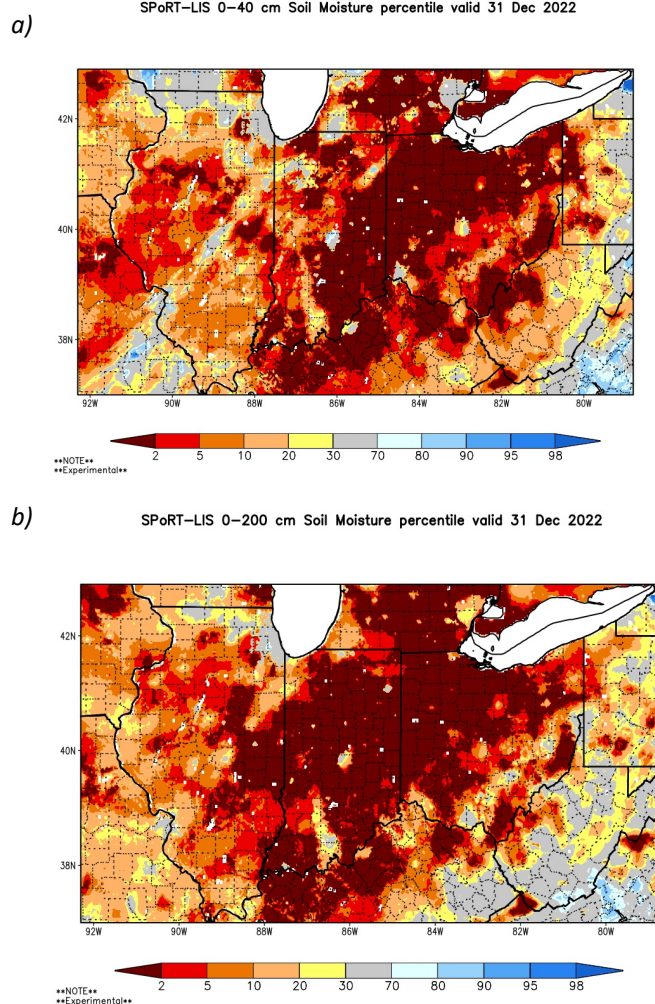 SPoRT-LIS 0-40 cm Soil Moisture percentile valid 31 Dec 2022
a)
42N
40N
38N
92W 90W 88W 86W 84W 82W 80W
2 5 10 20 30 70 80 90 95 98
**NOTE**
**Experimental**
b)
SPoRT-LIS 0-200 cm Soil Moisture percentile valid 31 Dec 2022
42N
40N
38N
92W 90W 88W 86W 84W 82W 80W
2 5 10 20 30 70 80 90 95 98
**NOTE**
**Experimental**